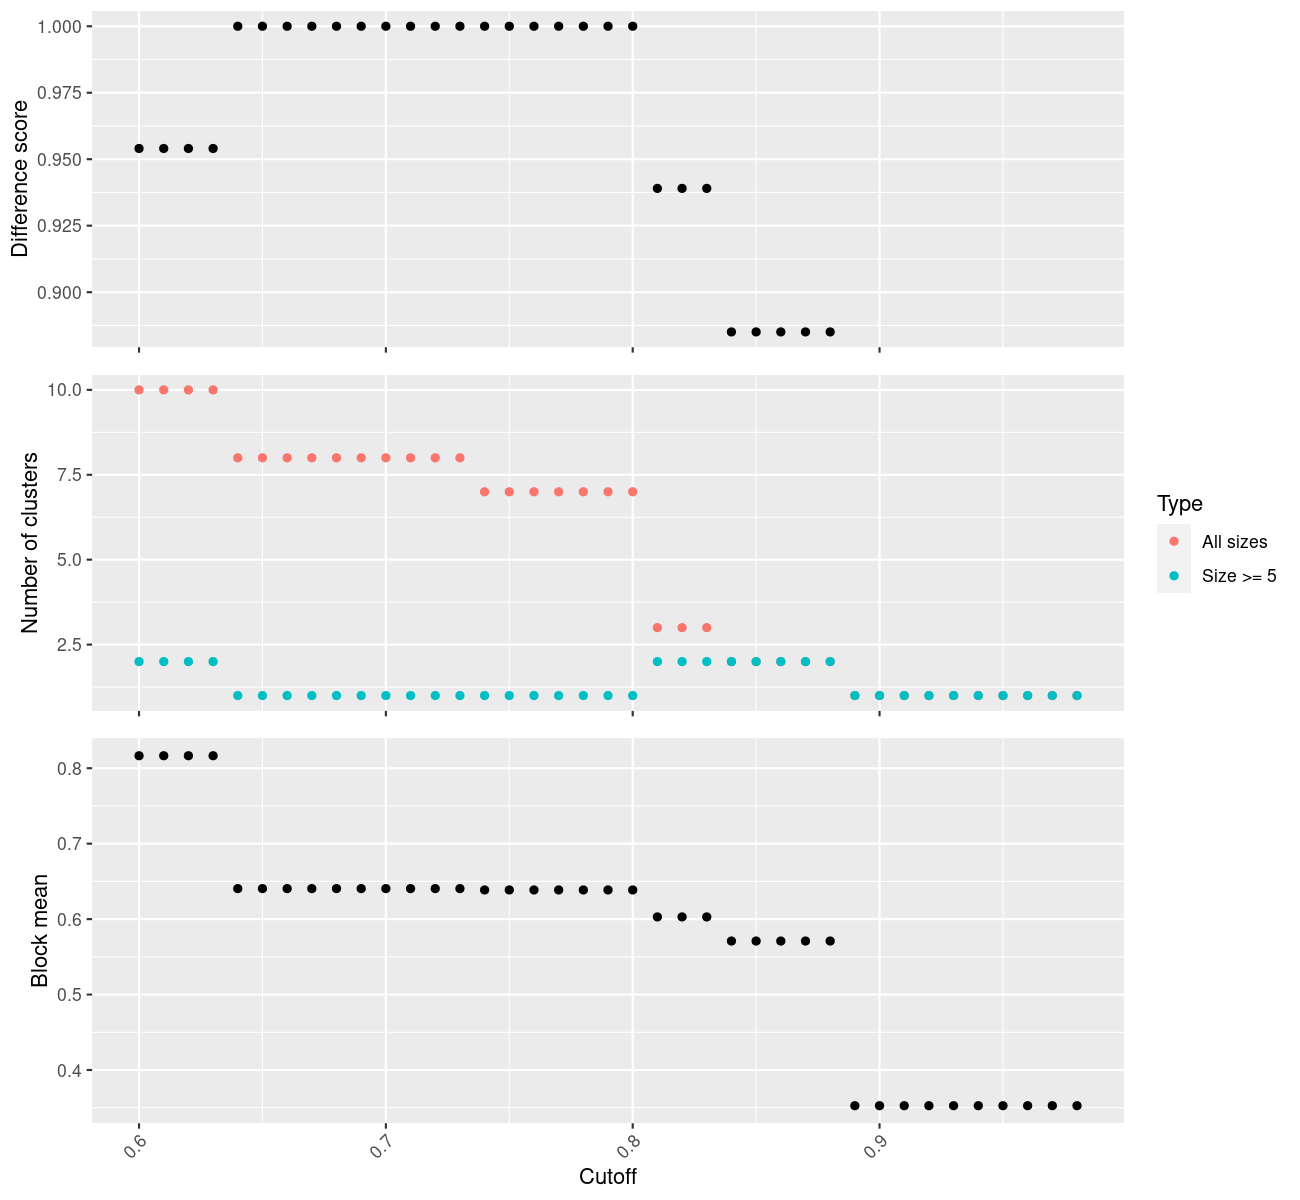 Difference score
1.000
0.975
0.950
0.925
0.900
Number of clusters
10.0
7.5
5.0
2.5
Type
All sizes
Size >= 5
Block mean
0.8
0.7
0.6
0.5
0.4
0.6
0.7
0.8
0.9
Cutoff